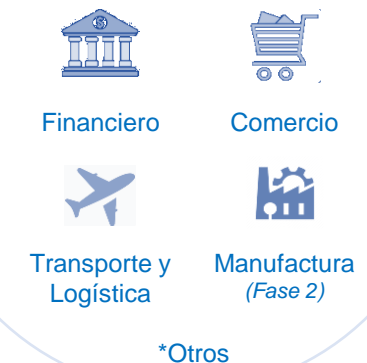 Financiero
Comercio
Transporte y
Logística
Manufactura
(Fase 2)
*Otros